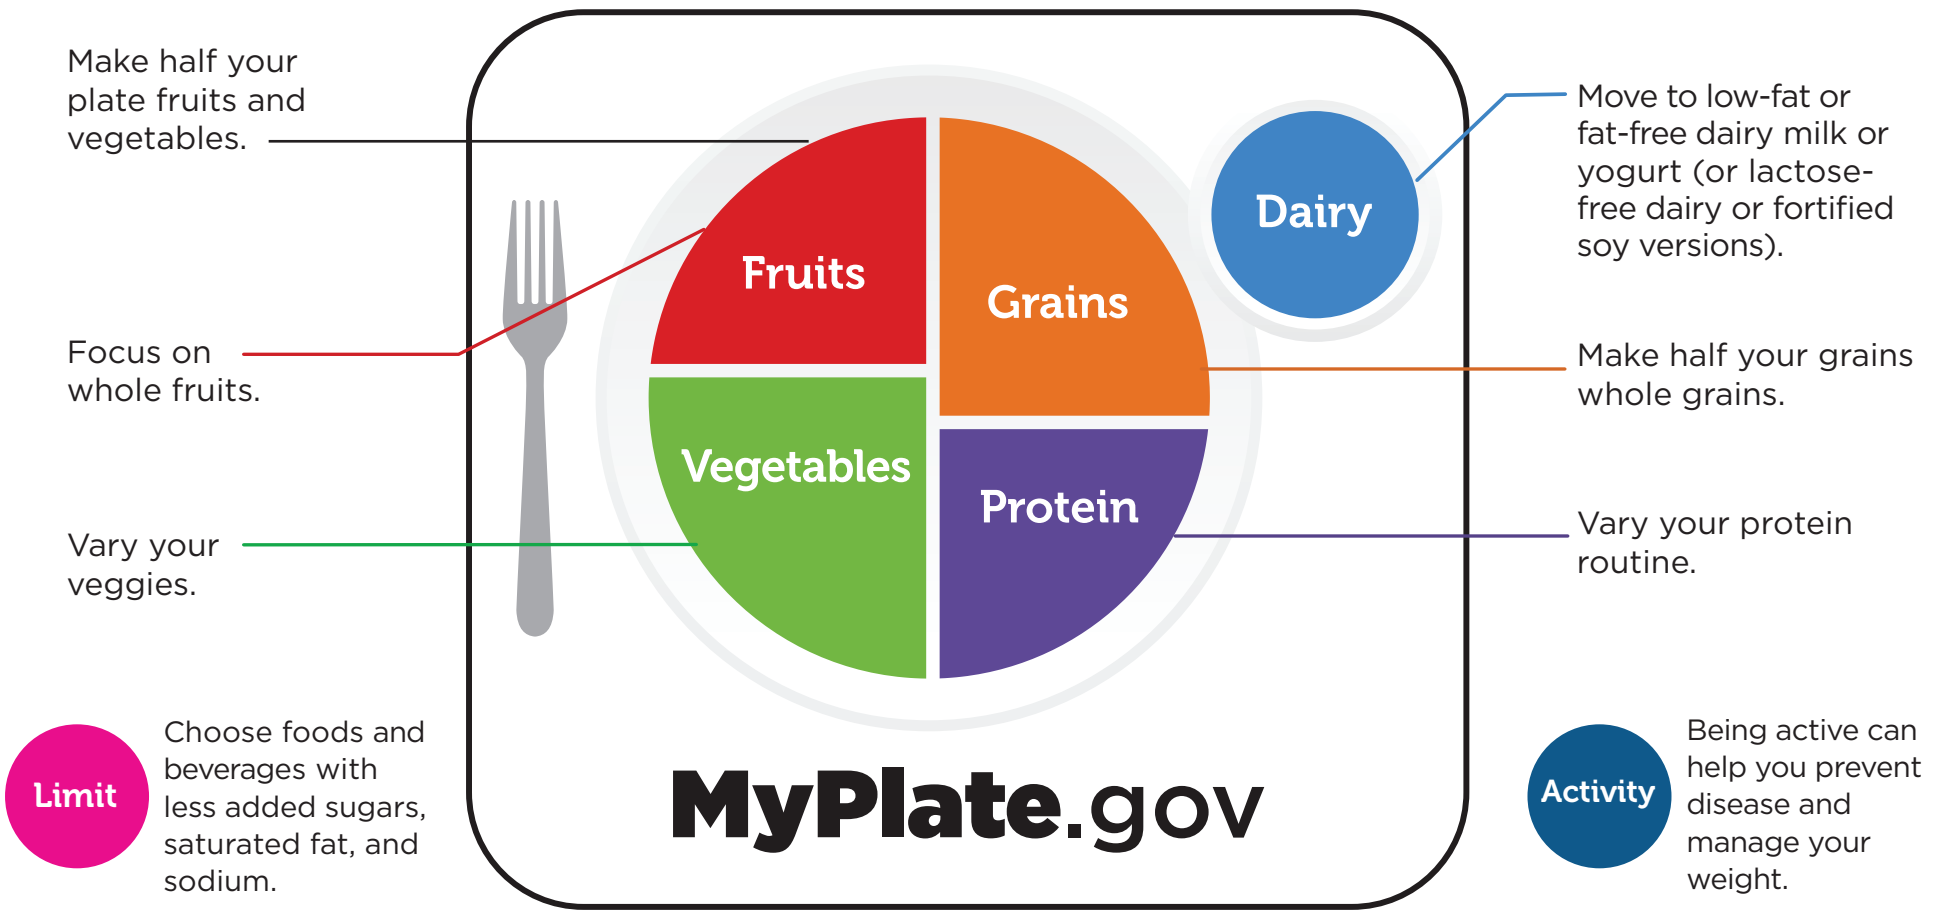 Make half your
plate fruits and
vegetables.
Focus on
whole fruits.
Vary your
veggies.
Fruits
Vegetables
Grains
Protein
Dairy
Move to low-fat or
fat-free dairy milk or
yogurt (or lactose-
free dairy or fortified
soy versions).
Make half your grains
whole grains.
Vary your protein
routine.
Limit
Choose foods and
beverages with
less added sugars,
saturated fat, and
sodium.
MyPlate.gov
Activity
Being active can
help you prevent
disease and
manage your
weight.